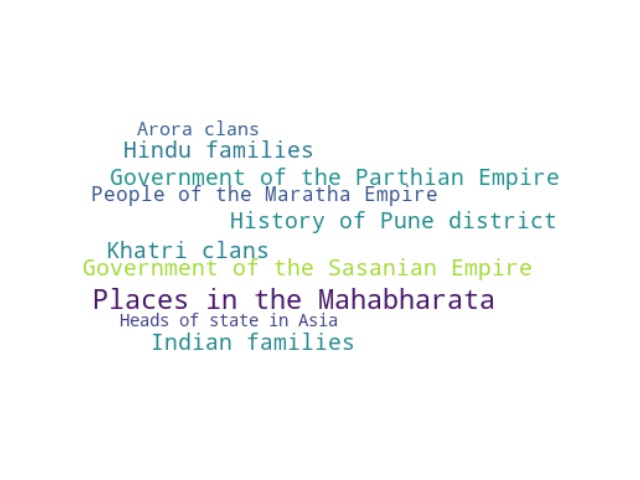 Arora clans
Hindu families
Government of the Parthian Empire
People of the Maratha Empire
History of Pune district
Khatri clans
Government of the Sasanian Empire
Places in the Mahabharata
Heads of state in Asia
Indian families